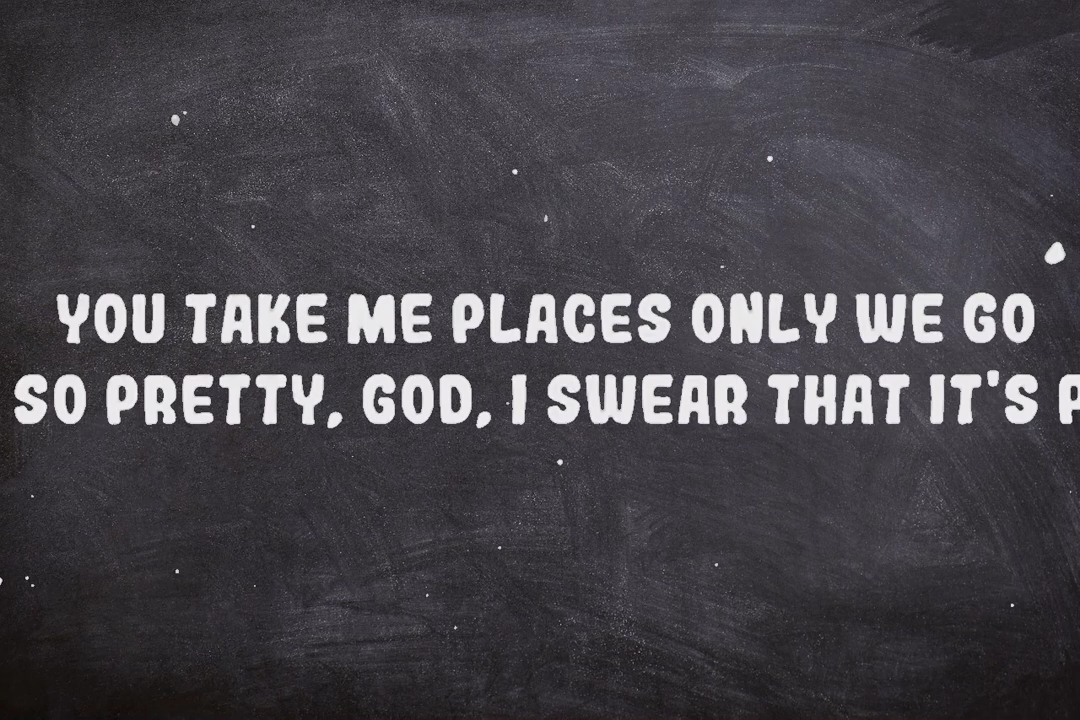 YOU TAKE ME PLACES ONLY WE GO
SO PRETTY, GOD, I SWEAR THAT IT'S